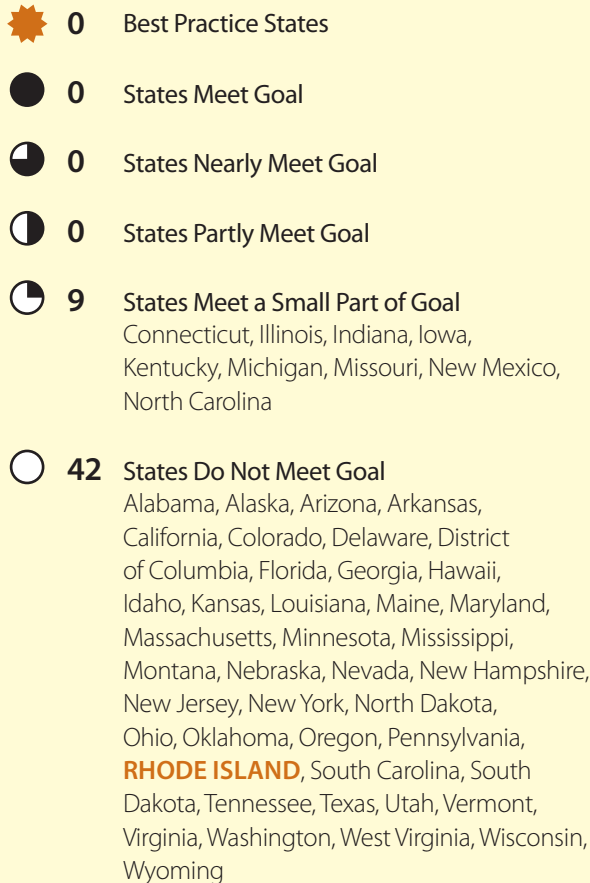 0 Best Practice States
0 States Meet Goal
0 States Nearly Meet Goal
0 States Partly Meet Goal
9 States Meet a Small Part of Goal
Connecticut, Illinois, Indiana, Iowa,
Kentucky, Michigan, Missouri, New Mexico,
North Carolina
42 States Do Not Meet Goal
Alabama, Alaska, Arizona, Arkansas,
California, Colorado, Delaware, District
of Columbia, Florida, Georgia, Hawaii,
Idaho, Kansas, Louisiana, Maine, Maryland,
Massachusetts, Minnesota, Mississippi,
Montana, Nebraska, Nevada, New Hampshire,
New Jersey, New York, North Dakota,
Ohio, Oklahoma, Oregon, Pennsylvania,
RHODE ISLAND, South Carolina, South
Dakota, Tennessee, Texas, Utah, Vermont,
Virginia, Washington, West Virginia, Wisconsin,
Wyoming